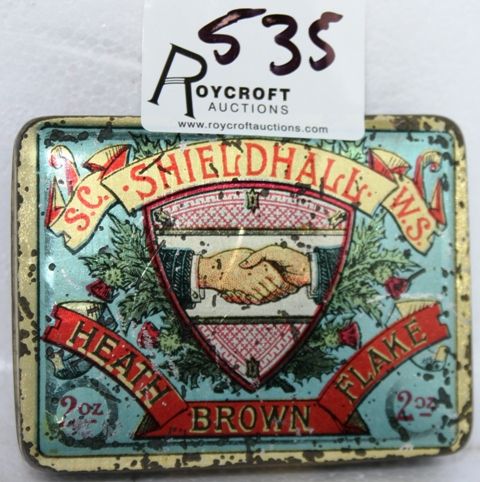 535
ROYCROFT
AUCTIONS
www.roycroftauctions.com
S.C. SHIELDHALL W.S.
HEATH BROWN FLAKE
2oz 2oz